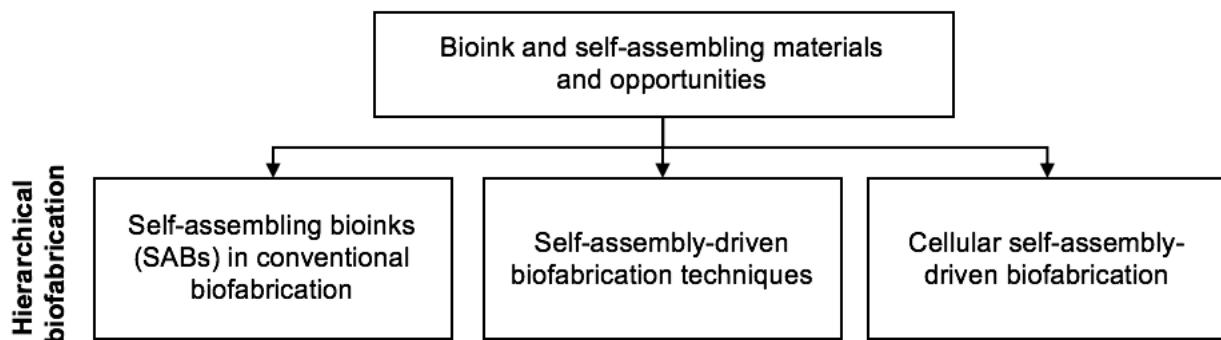 Bioink and self-assembling materials
and opportunities
Hierarchical
biofabrication
Self-assembling bioinks
(SABs) in conventional
biofabrication
Self-assembly-driven
biofabrication techniques
Cellular self-assembly-
driven biofabrication